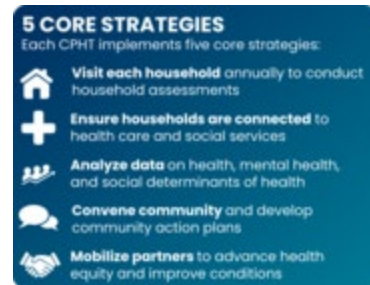 5 CORE STRATEGIES
Each CPHT implements five core strategies:
Visit each household annually to conduct
household assessments
Ensure households are connected to
health care and social services
Analyze data on health, mental health,
and social determinants of health
Convene community and develop
community action plans
Mobilize partners to advance health
equity and improve conditions